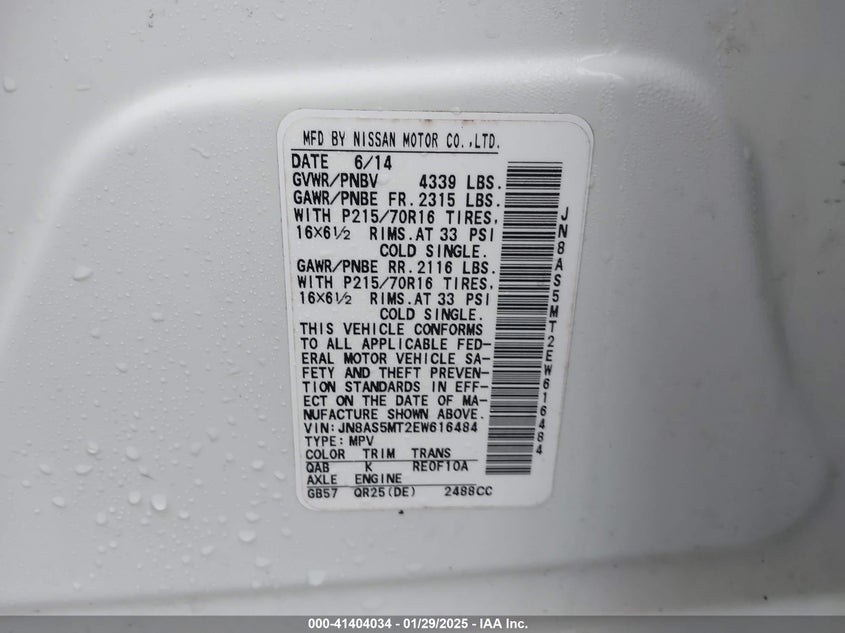 MFD BY NISSAN MOTOR CO.,LTD.
DATE 6/14
GVWR/PNBV 4339 LBS.
GAWR/PNBE FR.2315 LBS.
WITH P215/70R16 TIRES,
16X6½ RIMS.AT 33 PSI
COLD SINGLE.
GAWR/PNBE RR.2116 LBS.
WITH P215/70R16 TIRES,
16X6½ RIMS.AT 33 PSI
COLD SINGLE.
THIS VEHICLE CONFORMS
TO ALL APPLICABLE FED-
ERAL MOTOR VEHICLE SA-
FETY AND THEFT PREVEN-
TION STANDARDS IN EFF-
ECT ON THE DATE OF MA-
NUFACTURE SHOWN ABOVE.
VIN:JN8AS5MT2EW616484
TYPE:MPV
COLOR TRIM TRANS
QAB K RE0F10A
AXLE ENGINE
GB57 QR25(DE) 2488CC
JN8AS5MT2EW616484
000-41404034 — 01/29/2025 — IAA Inc.